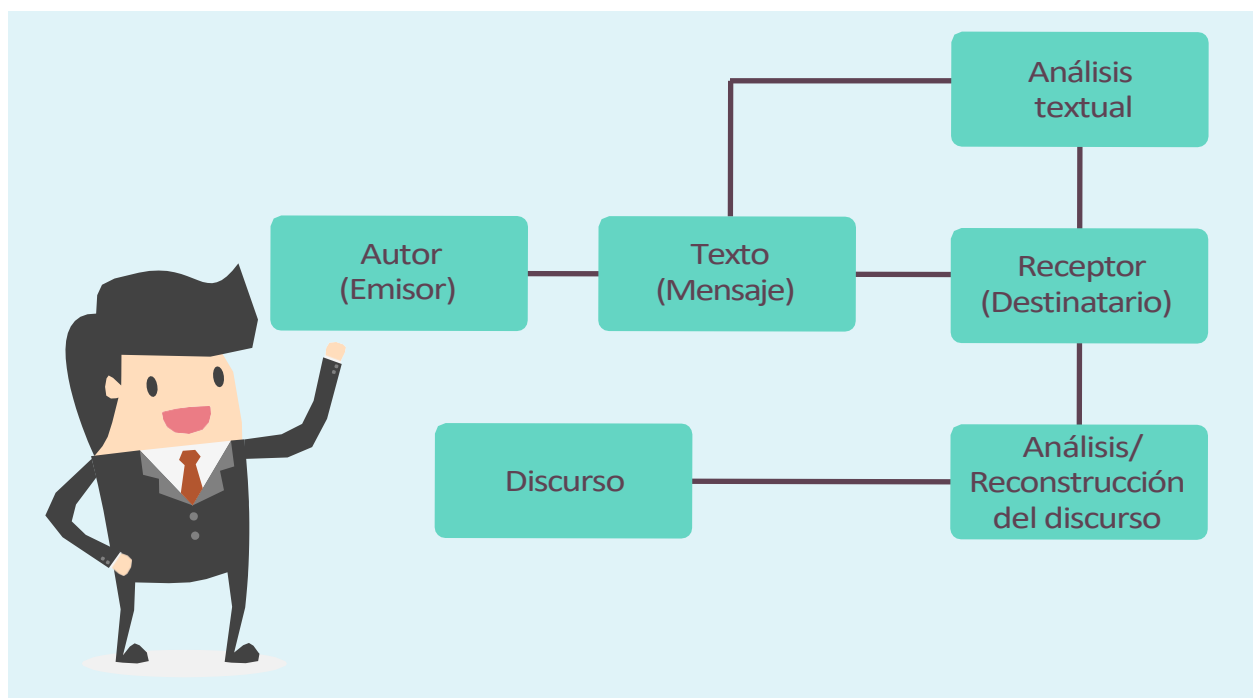 Análisis
textual
Autor
(Emisor)
Texto
(Mensaje)
Receptor
(Destinatario)
Discurso
Análisis/
Reconstrucción
del discurso